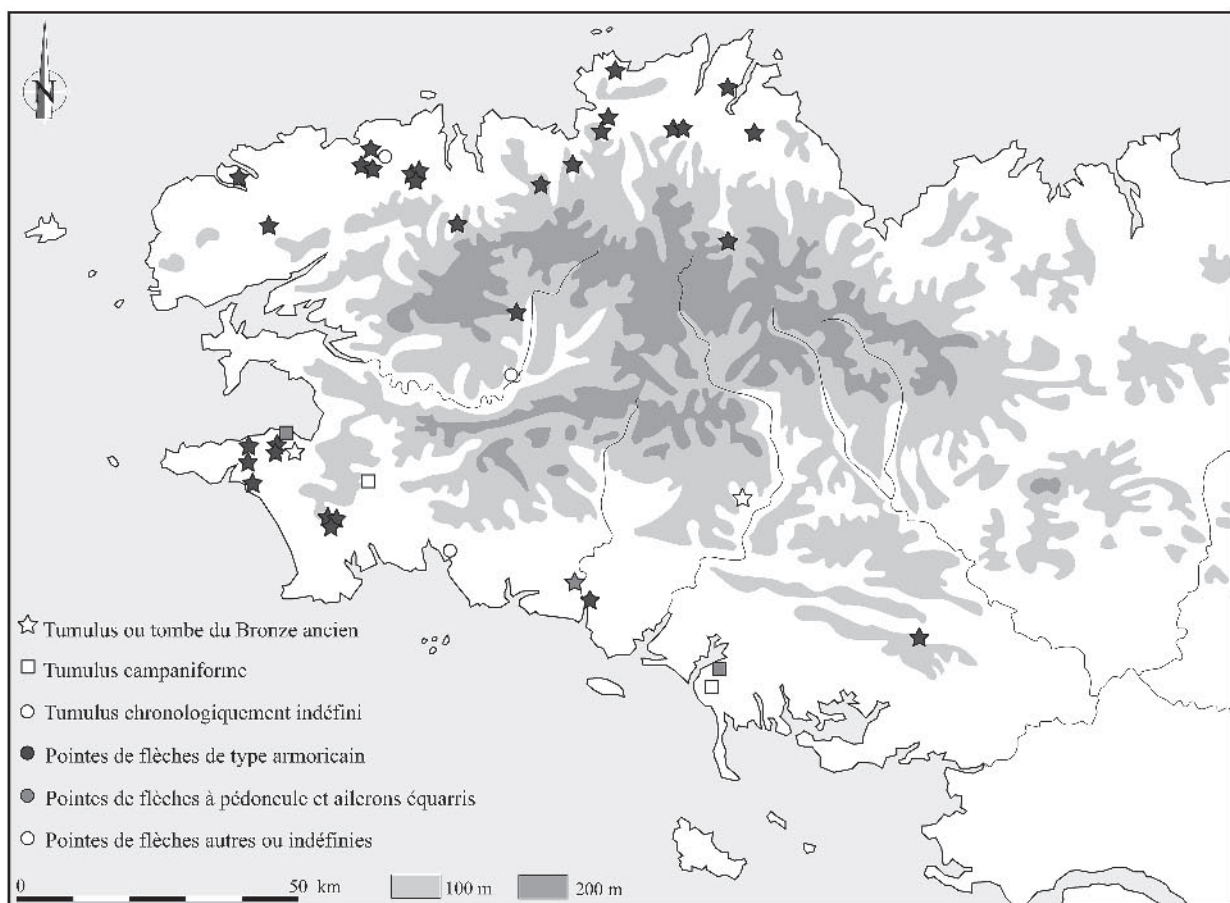 N
Tumulus ou tombe du Bronze ancien
Tumulus campaniforme
Tumulus chronologiquement indéfini
Pointes de flèches de type armoricain
Pointes de flèches à pédoncule et ailerons équarris
Pointes de flèches autres ou indéfinies
0 50 km 100 m 200 m